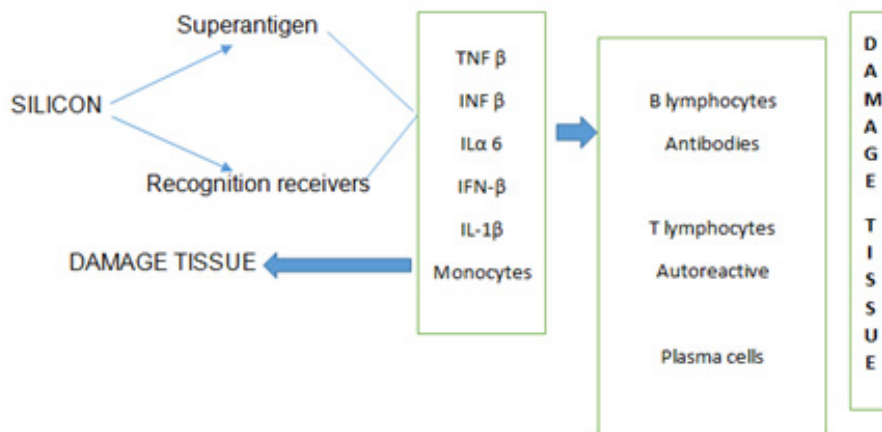 Superantigen
SILICON
Recognition receivers
DAMAGE TISSUE
TNF β
INF β
ILα 6
IFN-β
IL-1β
Monocytes
B lymphocytes
Antibodies
T lymphocytes
Autoreactive
Plasma cells
D
A
M
A
G
E
T
I
S
S
U
E